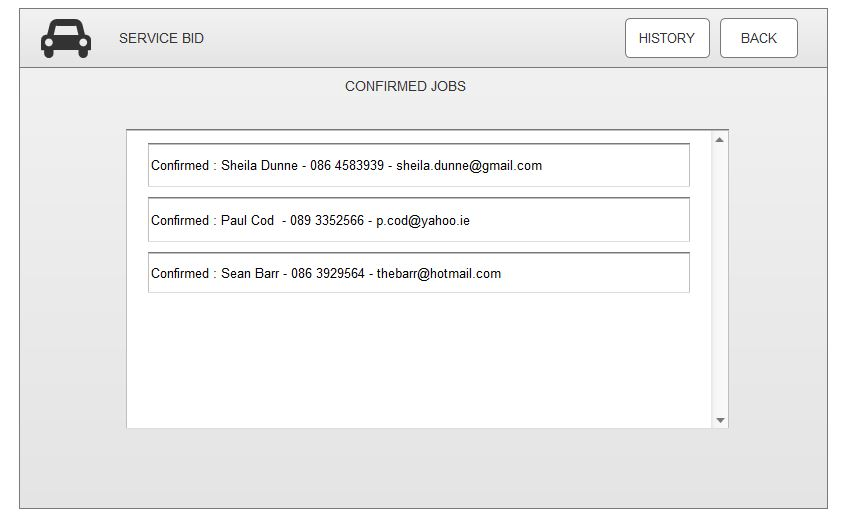 SERVICE BID
HISTORY
BACK
CONFIRMED JOBS
Confirmed : Sheila Dunne - 086 4583939 - sheila.dunne@gmail.com
Confirmed : Paul Cod  - 089 3352566 - p.cod@yahoo.ie
Confirmed : Sean Barr - 086 3929564 - thebarr@hotmail.com